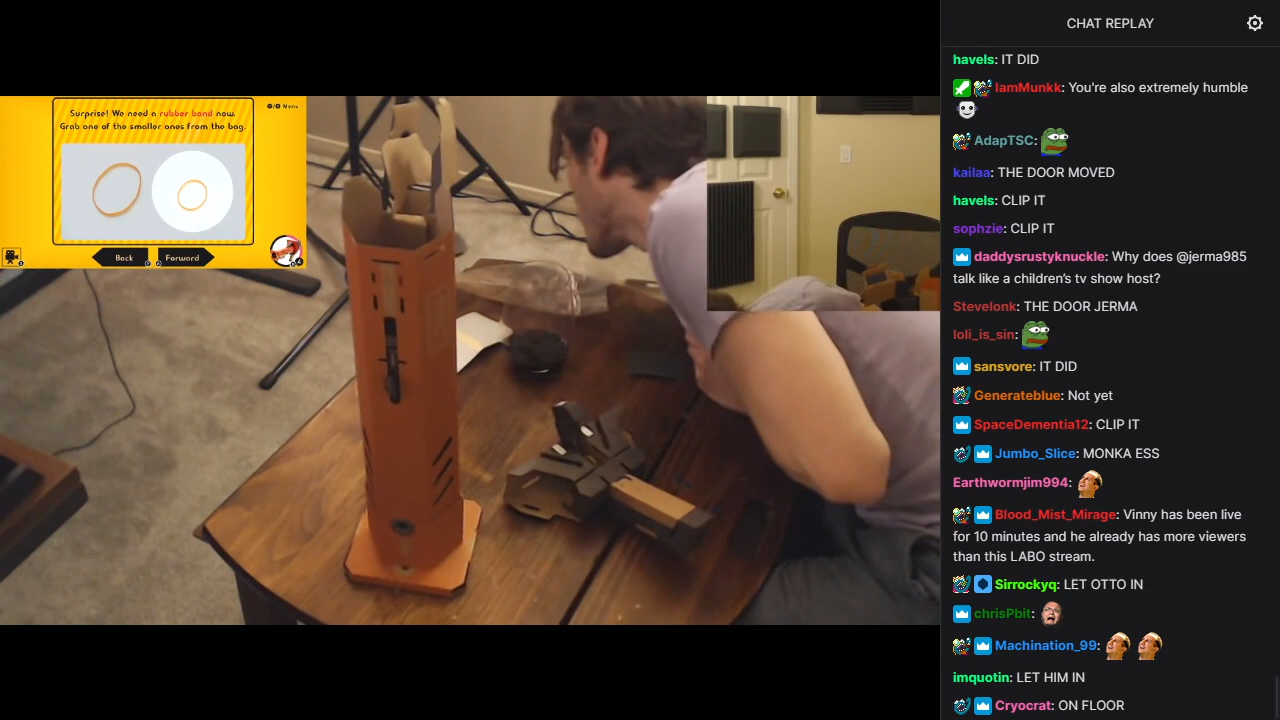 Surprise! We need a rubber band now.
Grab one of the smaller ones from the bag.
Menu
Back
Forward
CHAT REPLAY
havels: IT DID
IamMunkk: You're also extremely humble
AdapTSC:
kailaa: THE DOOR MOVED
havels: CLIP IT
sophzie: CLIP IT
daddysrustyknuckle: Why does @jerma985
talk like a children's tv show host?
Stevelonk: THE DOOR JERMA
loli_is_sin:
sansvore: IT DID
Generateblue: Not yet
SpaceDementia12: CLIP IT
Jumbo_Slice: MONKA ESS
Earthwormjim994:
Blood_Mist_Mirage: Vinny has been live
for 10 minutes and he already has more viewers
than this LABO stream.
Sirrockyq: LET OTTO IN
chrisPbit:
Machination_99:
imquotin: LET HIM IN
Cryocrat: ON FLOOR